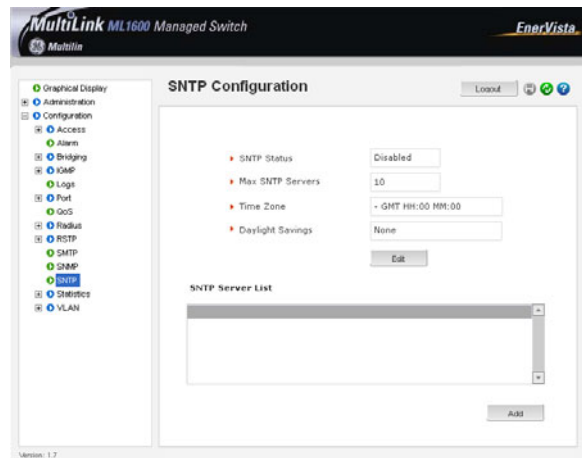 MultiLink ML1600 Managed Switch
EnerVista
Multilin
SNTP Configuration
Logout
Graphical Display
Administration
Configuration
Access
Alarm
Bridging
IGMP
Logs
Port
QoS
Radius
RSTP
SMTP
SNMP
SNTP
Statistics
VLAN
SNTP Status
Disabled
Max SNTP Servers
10
Time Zone
- GMT HH:00 MM:00
Daylight Savings
None
Edit
SNTP Server List
Add
Version: 1.7